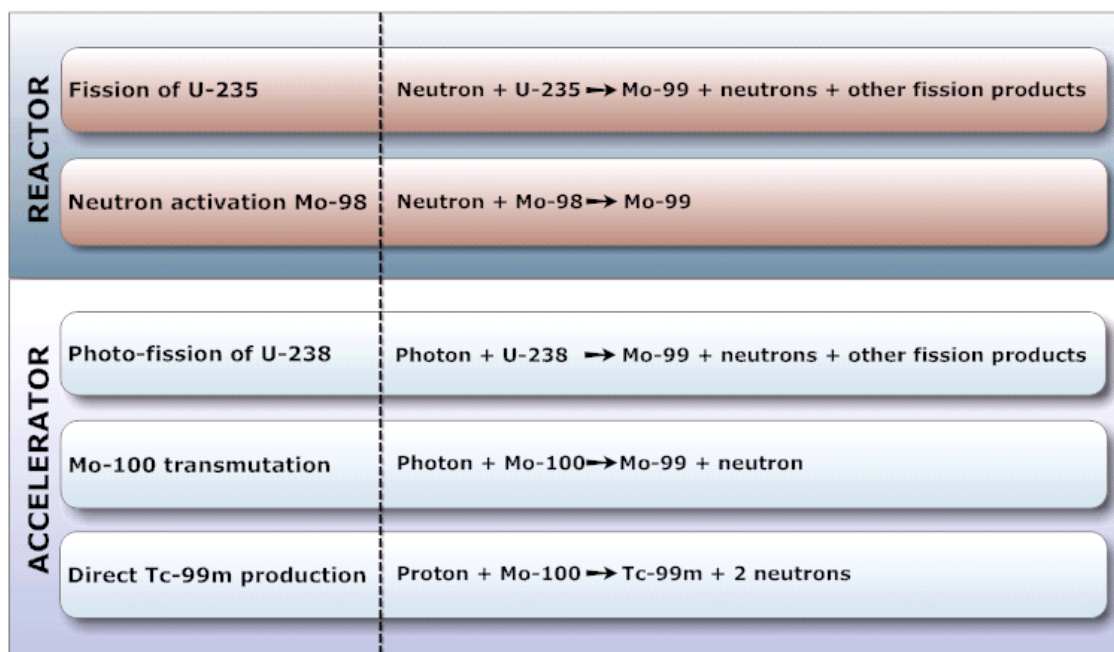 REACTOR
Fission of U-235
Neutron + U-235 → Mo-99 + neutrons + other fission products
Neutron activation Mo-98
Neutron + Mo-98 → Mo-99
ACCELERATOR
Photo-fission of U-238
Photon + U-238 → Mo-99 + neutrons + other fission products
Mo-100 transmutation
Photon + Mo-100 → Mo-99 + neutron
Direct Tc-99m production
Proton + Mo-100 → Tc-99m + 2 neutrons